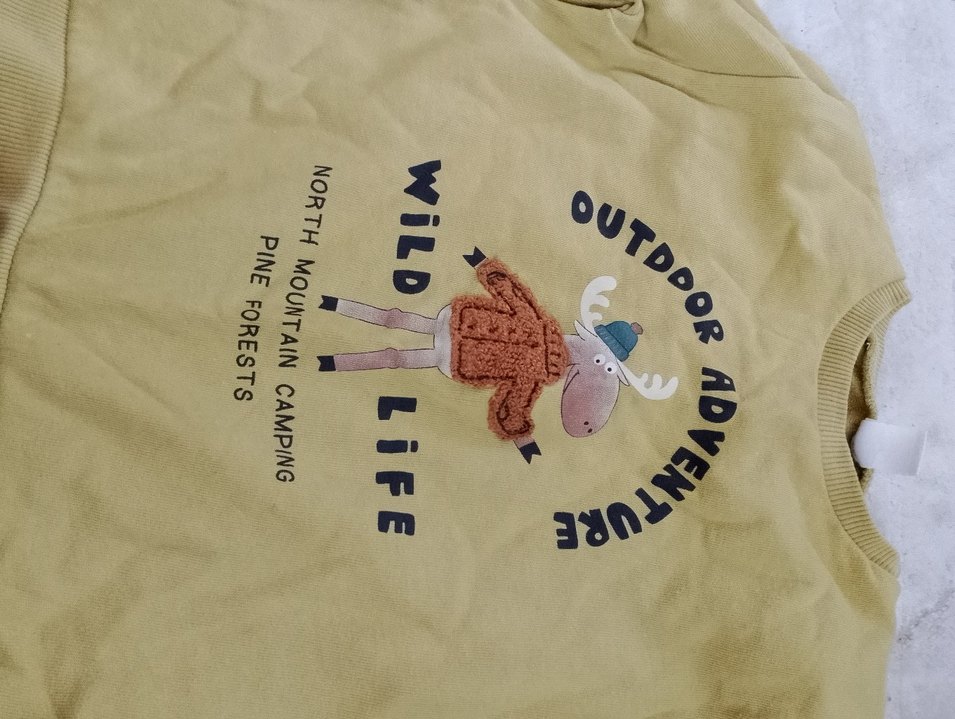 OUTDOOR ADVENTURE
WiLD LiFE
NORTH MOUNTAIN CAMPING
PINE FORESTS